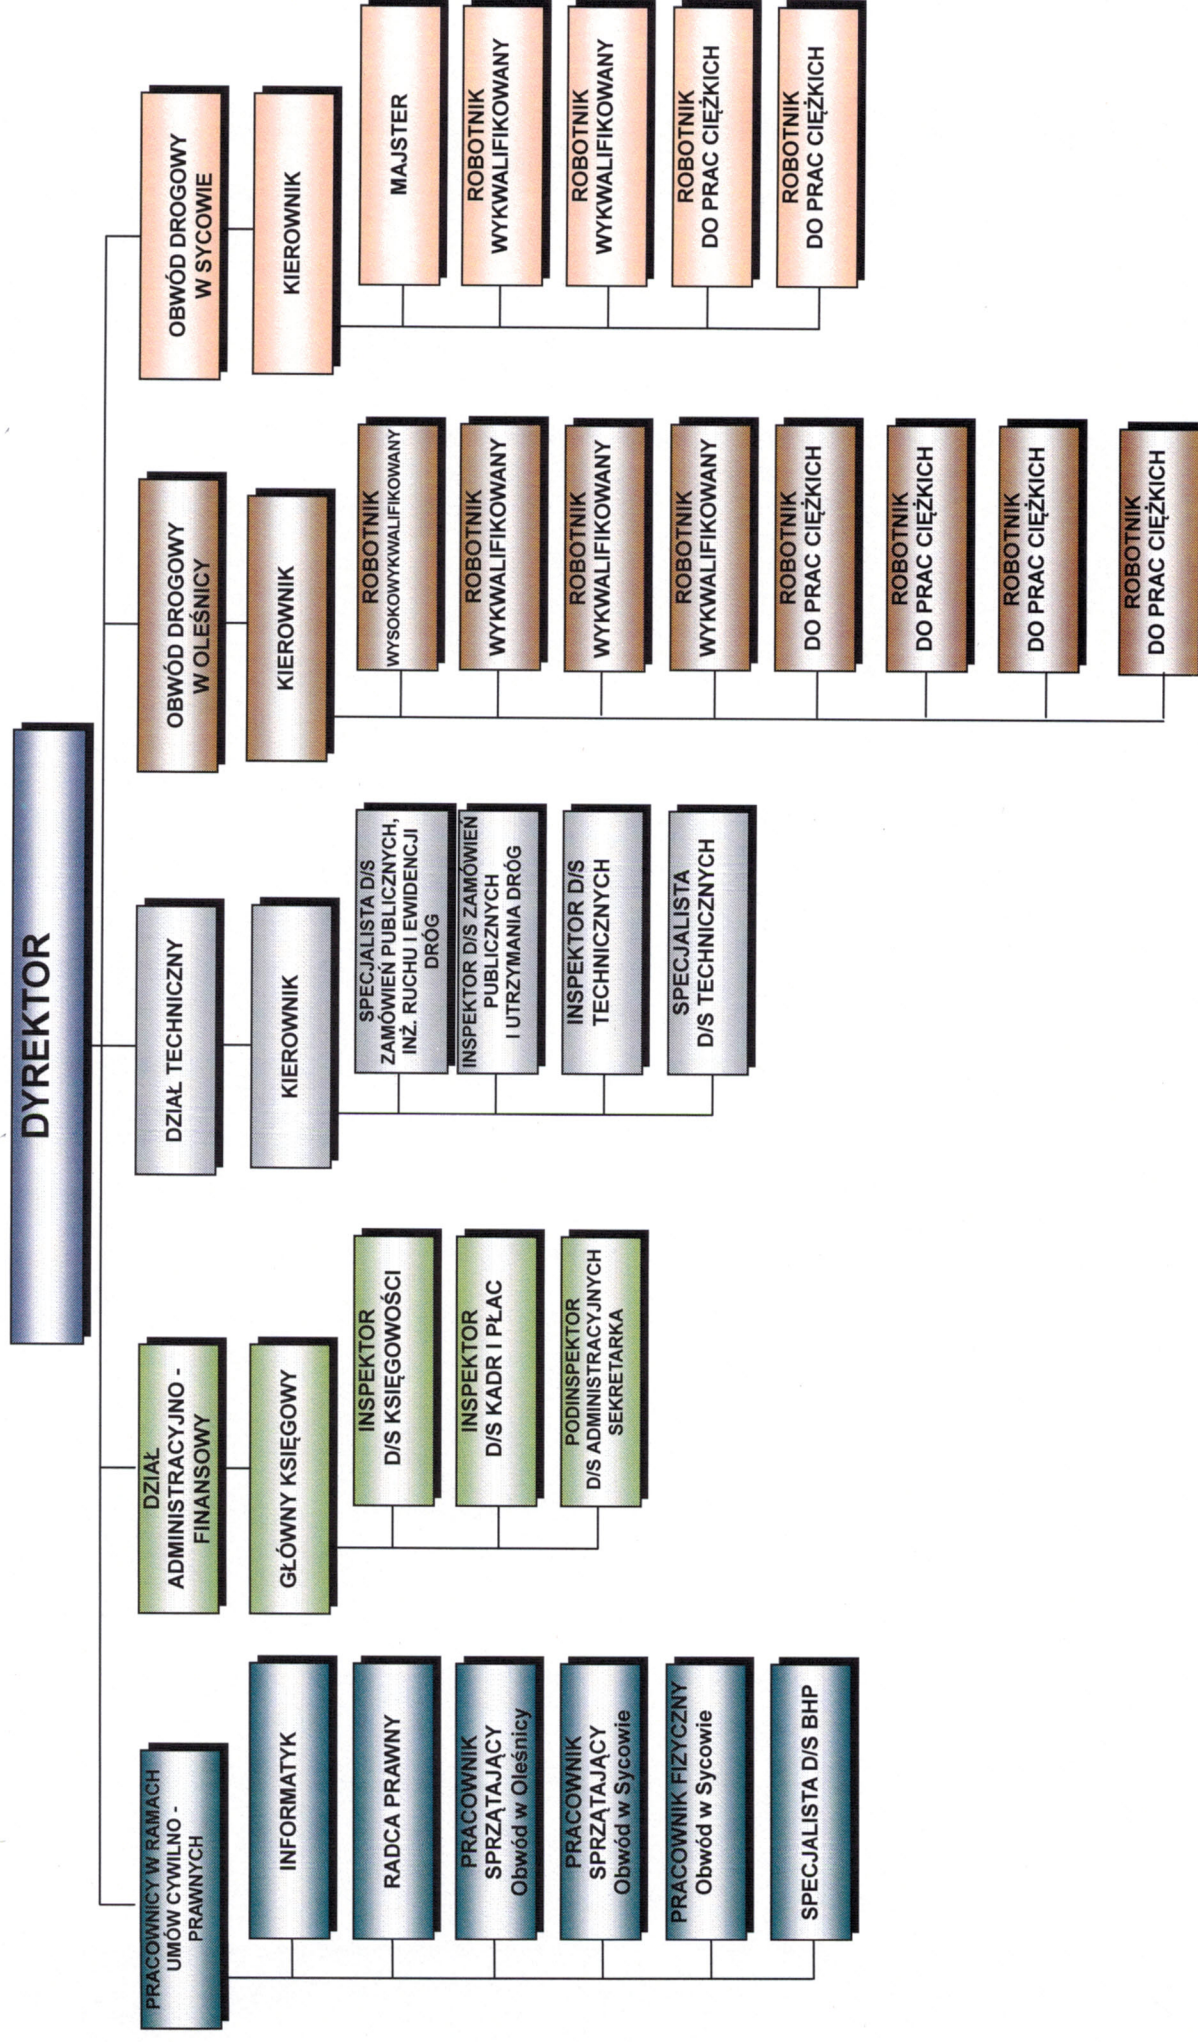 DYREKTOR
PRACOWNICY W RAMACH
UMÓW CYWILNO -
PRAWNYCH
INFORMATYK
RADCA PRAWNY
PRACOWNIK
SPRZĄTAJĄCY
Obwód w Oleśnicy
PRACOWNIK
SPRZĄTAJĄCY
Obwód w Sycowie
PRACOWNIK FIZYCZNY
Obwód w Sycowie
SPECJALISTA D/S BHP
DZIAŁ
ADMINISTRACYJNO -
FINANSOWY
GŁÓWNY KSIĘGOWY
INSPEKTOR
D/S KSIĘGOWOŚCI
INSPEKTOR
D/S KADR I PŁAC
PODINSPEKTOR
D/S ADMINISTRACYJNYCH
SEKRETARKA
DZIAŁ TECHNICZNY
KIEROWNIK
SPECJALISTA D/S
ZAMÓWIEŃ PUBLICZNYCH,
INŻ. RUCHU I EWIDENCJI
DRÓG
INSPEKTOR D/S ZAMÓWIEŃ
PUBLICZNYCH
I UTRZYMANIA DRÓG
INSPEKTOR D/S
TECHNICZNYCH
SPECJALISTA
D/S TECHNICZNYCH
OBWÓD DROGOWY
W OLEŚNICY
KIEROWNIK
ROBOTNIK
WYSOKOWYKWALIFIKOWANY
ROBOTNIK
WYKWALIFIKOWANY
ROBOTNIK
WYKWALIFIKOWANY
ROBOTNIK
WYKWALIFIKOWANY
ROBOTNIK
DO PRAC CIĘŻKICH
ROBOTNIK
DO PRAC CIĘŻKICH
ROBOTNIK
DO PRAC CIĘŻKICH
ROBOTNIK
DO PRAC CIĘŻKICH
OBWÓD DROGOWY
W SYCOWIE
KIEROWNIK
MAJSTER
ROBOTNIK
WYKWALIFIKOWANY
ROBOTNIK
WYKWALIFIKOWANY
ROBOTNIK
DO PRAC CIĘŻKICH
ROBOTNIK
DO PRAC CIĘŻKICH